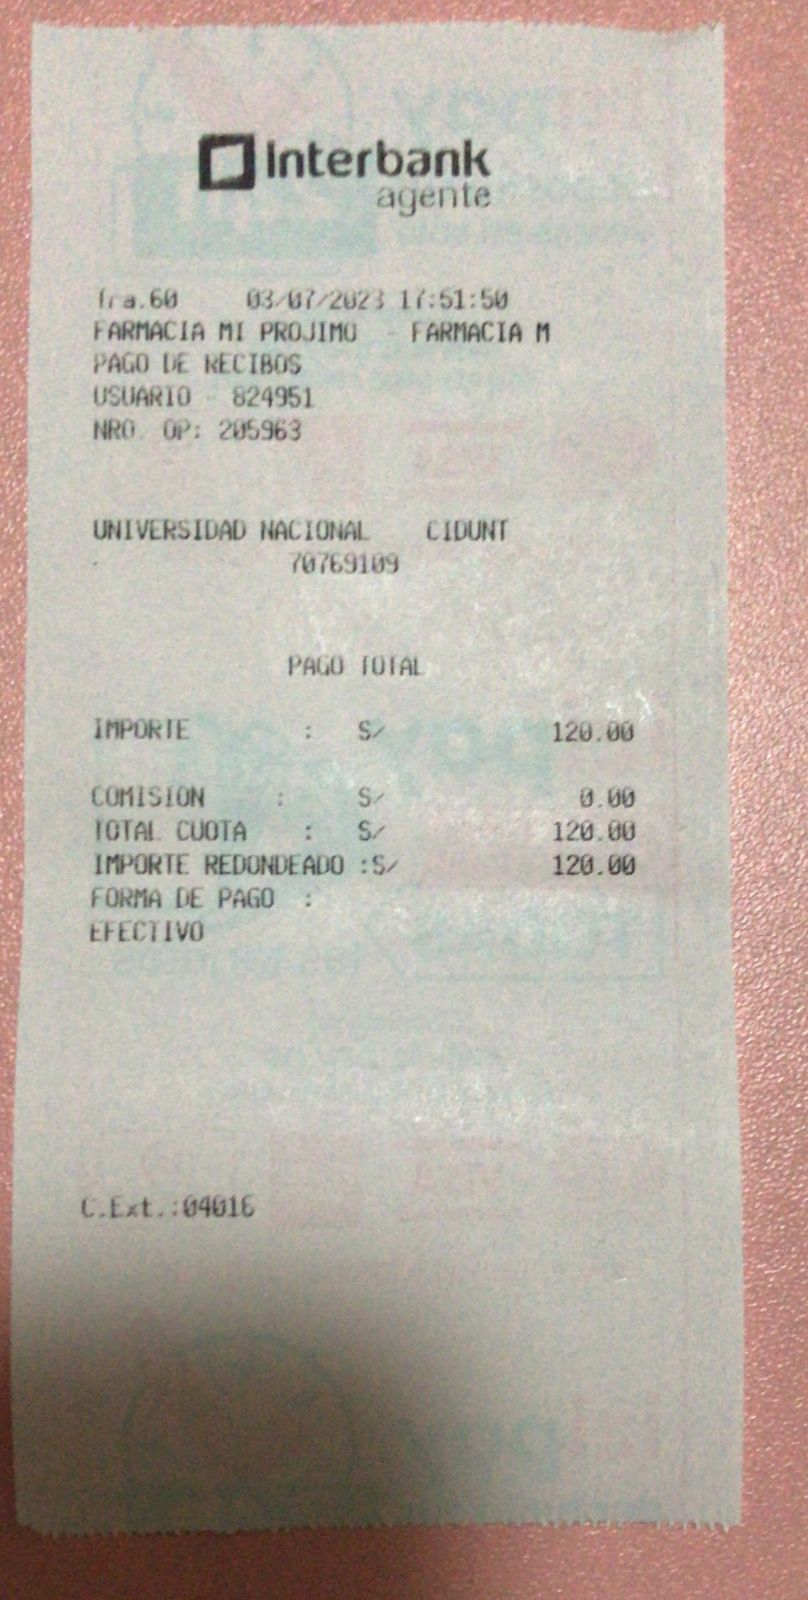 Interbank
agente
Tra.60 03/07/2023 17:51:50
FARMACIA MI PROJIMO - FARMACIA M
PAGO DE RECIBOS
USUARIO - 824951
NRO. OP: 205963
UNIVERSIDAD NACIONAL CIDUNT
70769109
PAGO TOTAL
IMPORTE : S/ 120.00
COMISION : S/ 0.00
TOTAL CUOTA : S/ 120.00
IMPORTE REDONDEADO :S/ 120.00
FORMA DE PAGO :
EFECTIVO
C.Ext.:04016